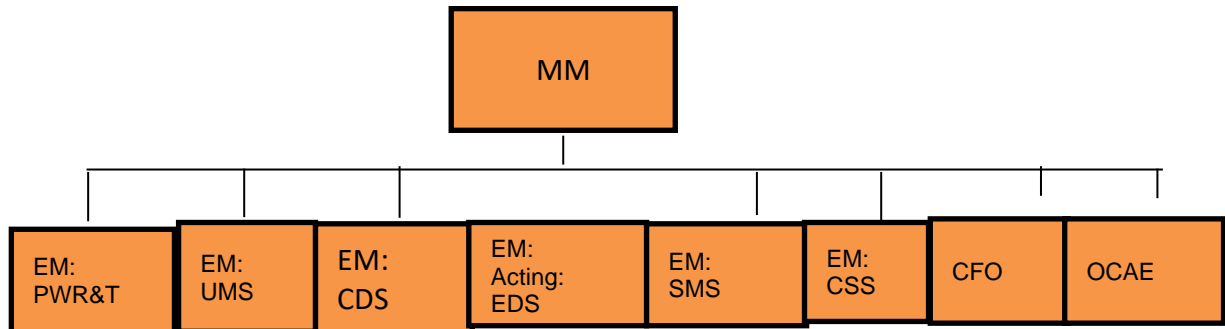 MM
EM:
PWR&T
EM:
UMS
EM:
CDS
EM:
Acting:
EDS
EM:
SMS
EM:
CSS
CFO
OCAE